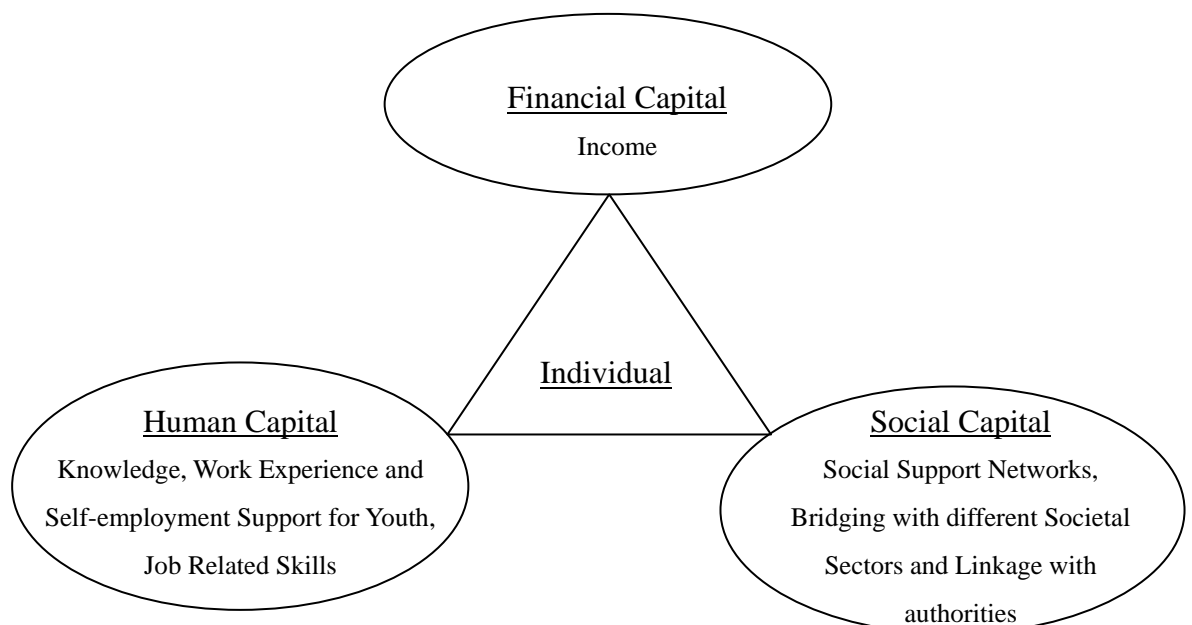 Financial Capital
Income
Individual
Human Capital
Knowledge, Work Experience and
Self-employment Support for Youth,
Job Related Skills
Social Capital
Social Support Networks,
Bridging with different Societal
Sectors and Linkage with
authorities